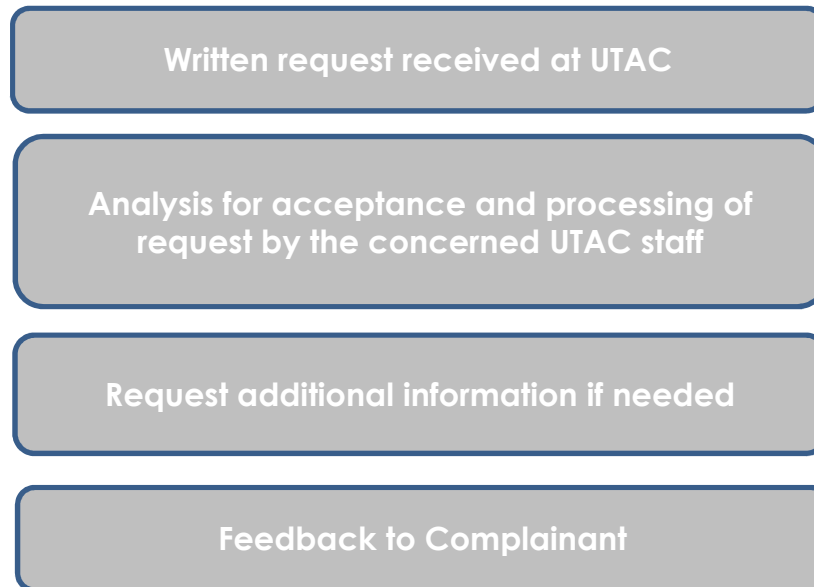 Written request received at UTAC
Analysis for acceptance and processing of
request by the concerned UTAC staff
Request additional information if needed
Feedback to Complainant